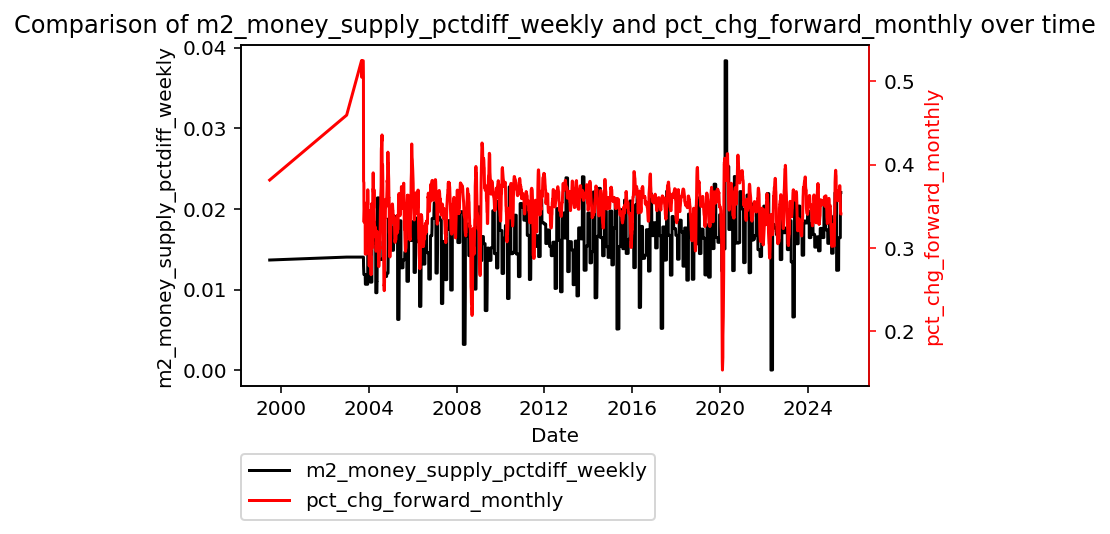 Comparison of m2_money_supply_pctdiff_weekly and pct_chg_forward_monthly over time
m2_money_supply_pctdiff_weekly
0.04
0.03
0.02
0.01
0.00
0.5
0.4
0.3
0.2
pct_chg_forward_monthly
2000 2004 2008 2012 2016 2020 2024
Date
m2_money_supply_pctdiff_weekly
pct_chg_forward_monthly